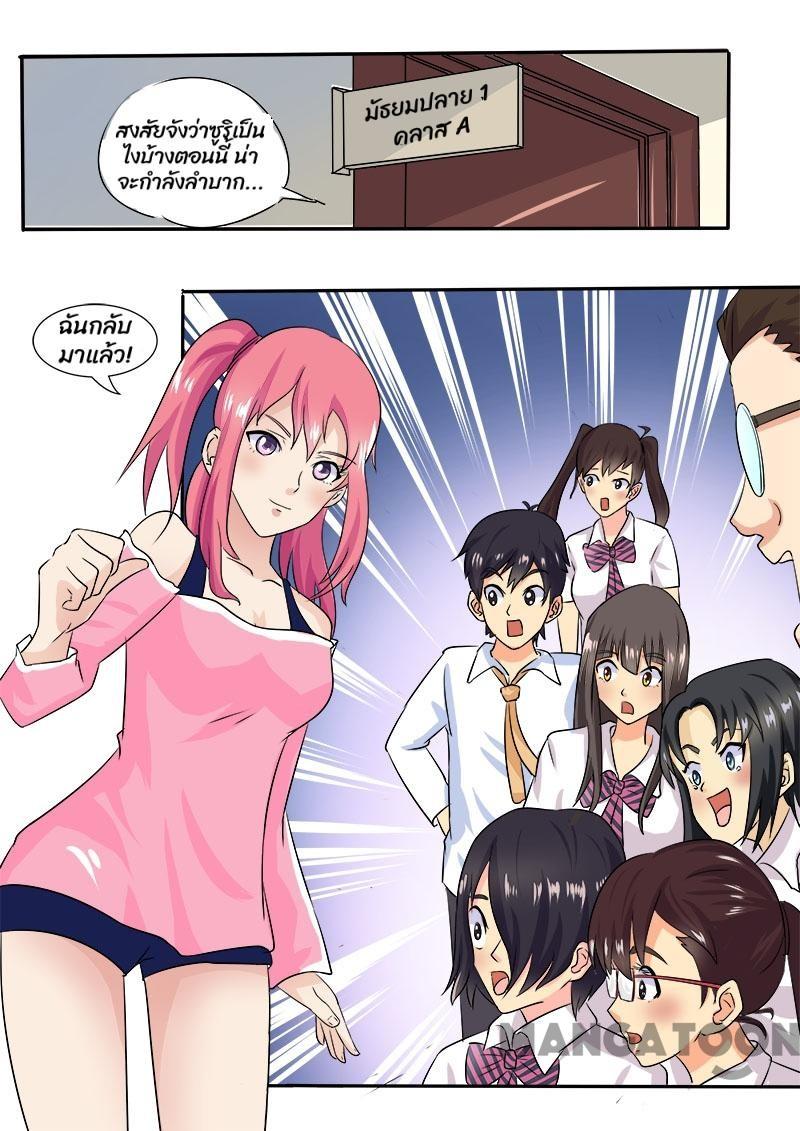 สงสัยจังว่าซูริเป็น
ไงบ้างตอนนี้ น่า
จะกำลังลำบาก...
มัธยมปลาย 1
คลาส A
ฉันกลับ
มาแล้ว!
MANGATOON